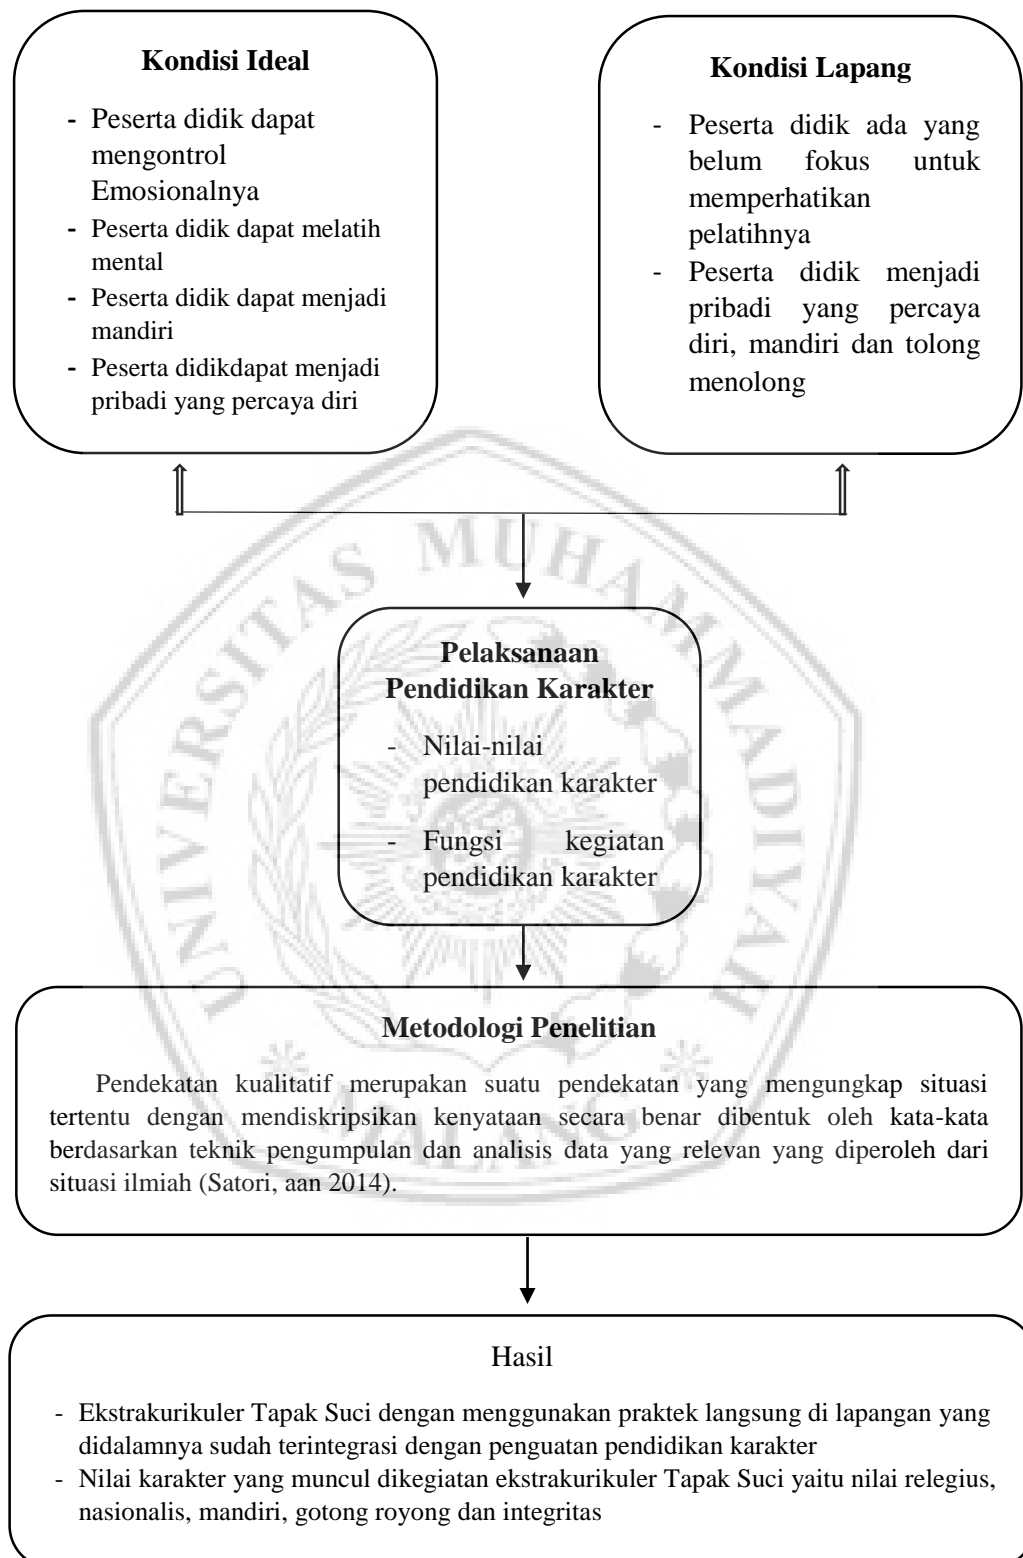 Kondisi Ideal
- Peserta didik dapat
mengontrol
Emosionalnya
- Peserta didik dapat melatih
mental
- Peserta didik dapat menjadi
mandiri
- Peserta didikdapat menjadi
pribadi yang percaya diri
Kondisi Lapang
- Peserta didik ada yang
belum fokus untuk
memperhatikan
pelatihnya
- Peserta didik menjadi
pribadi yang percaya
diri, mandiri dan tolong
menolong
UNIVERSITAS MUHAMMADIYAH
MALANG
Pelaksanaan
Pendidikan Karakter
- Nilai-nilai
pendidikan karakter
- Fungsi kegiatan
pendidikan karakter
Metodologi Penelitian
Pendekatan kualitatif merupakan suatu pendekatan yang mengungkap situasi
tertentu dengan mendiskripsikan kenyataan secara benar dibentuk oleh kata-kata
berdasarkan teknik pengumpulan dan analisis data yang relevan yang diperoleh dari
situasi ilmiah (Satori, aan 2014).
Hasil
- Ekstrakurikuler Tapak Suci dengan menggunakan praktek langsung di lapangan yang
didalamnya sudah terintegrasi dengan penguatan pendidikan karakter
- Nilai karakter yang muncul dikegiatan ekstrakurikuler Tapak Suci yaitu nilai relegius,
nasionalis, mandiri, gotong royong dan integritas